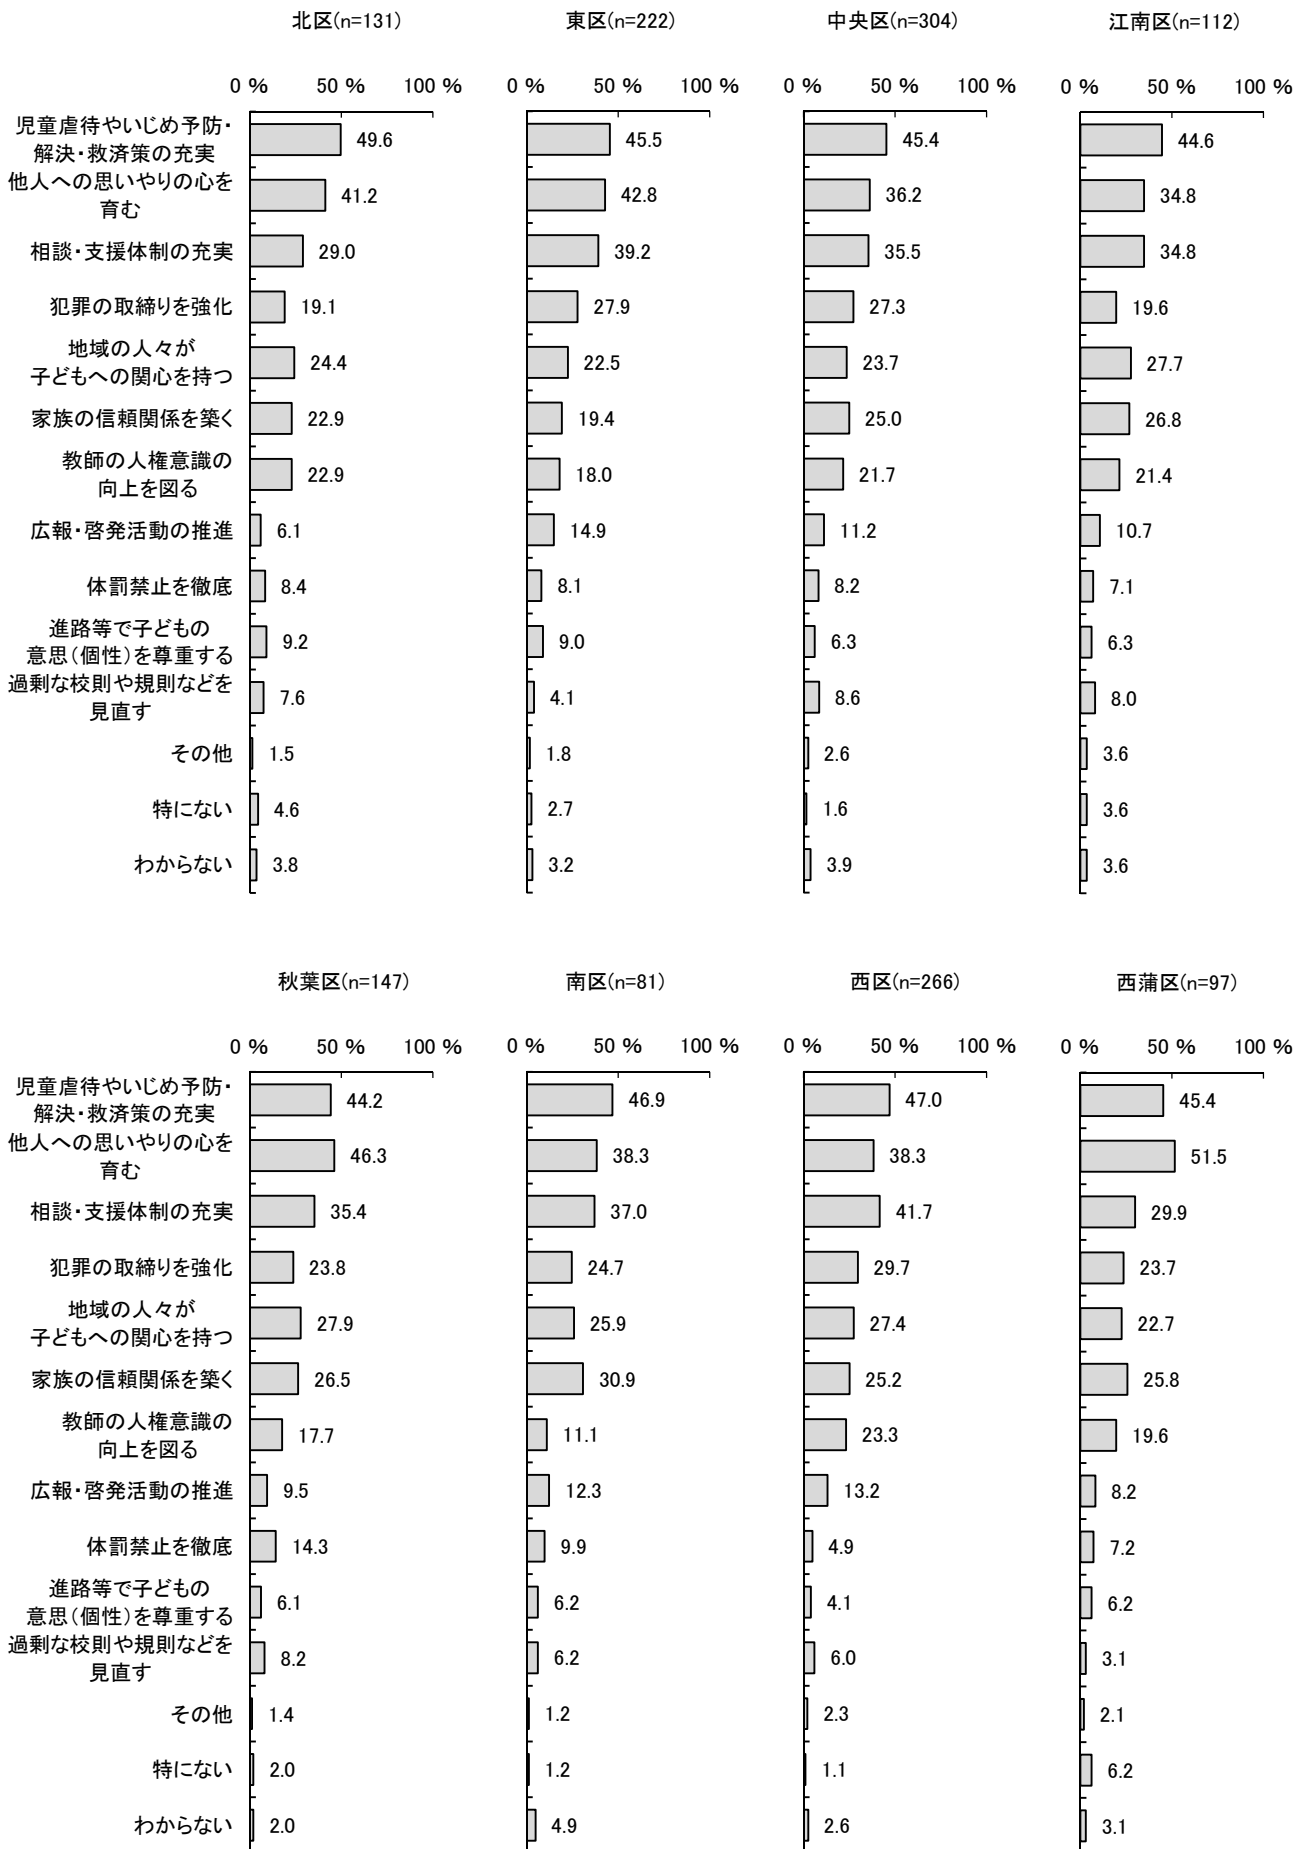 北区(n=131) 東区(n=222) 中央区(n=304) 江南区(n=112)
0 % 50 % 100 % 0 % 50 % 100 % 0 % 50 % 100 % 0 % 50 % 100 %
児童虐待やいじめ予防・
解決・救済策の充実 49.6 45.5 45.4 44.6
他人への思いやりの心を
育む 41.2 42.8 36.2 34.8
相談・支援体制の充実 29.0 39.2 35.5 34.8
犯罪の取締りを強化 19.1 27.9 27.3 19.6
地域の人々が
子どもへの関心を持つ 24.4 22.5 23.7 27.7
家族の信頼関係を築く 22.9 19.4 25.0 26.8
教師の人権意識の
向上を図る 22.9 18.0 21.7 21.4
広報・啓発活動の推進 6.1 14.9 11.2 10.7
体罰禁止を徹底 8.4 8.1 8.2 7.1
進路等で子どもの
意思(個性)を尊重する 9.2 9.0 6.3 6.3
過剰な校則や規則などを
見直す 7.6 4.1 8.6 8.0
その他 1.5 1.8 2.6 3.6
特にない 4.6 2.7 1.6 3.6
わからない 3.8 3.2 3.9 3.6
秋葉区(n=147) 南区(n=81) 西区(n=266) 西蒲区(n=97)
0 % 50 % 100 % 0 % 50 % 100 % 0 % 50 % 100 % 0 % 50 % 100 %
児童虐待やいじめ予防・
解決・救済策の充実 44.2 46.9 47.0 45.4
他人への思いやりの心を
育む 46.3 38.3 38.3 51.5
相談・支援体制の充実 35.4 37.0 41.7 29.9
犯罪の取締りを強化 23.8 24.7 29.7 23.7
地域の人々が
子どもへの関心を持つ 27.9 25.9 27.4 22.7
家族の信頼関係を築く 26.5 30.9 25.2 25.8
教師の人権意識の
向上を図る 17.7 11.1 23.3 19.6
広報・啓発活動の推進 9.5 12.3 13.2 8.2
体罰禁止を徹底 14.3 9.9 4.9 7.2
進路等で子どもの
意思(個性)を尊重する 6.1 6.2 4.1 6.2
過剰な校則や規則などを
見直す 8.2 6.2 6.0 3.1
その他 1.4 1.2 2.3 2.1
特にない 2.0 1.2 1.1 6.2
わからない 2.0 4.9 2.6 3.1